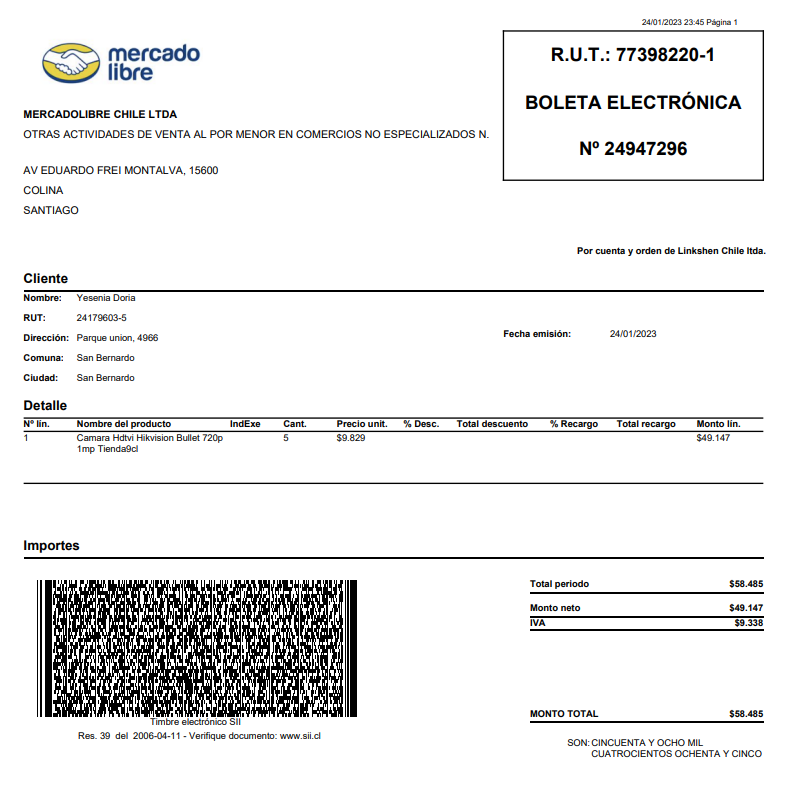 24/01/2023 23:45 Página 1
mercado
libre
R.U.T.: 77398220-1
BOLETA ELECTRÓNICA
Nº 24947296
MERCADOLIBRE CHILE LTDA
OTRAS ACTIVIDADES DE VENTA AL POR MENOR EN COMERCIOS NO ESPECIALIZADOS N.
AV EDUARDO FREI MONTALVA, 15600
COLINA
SANTIAGO
Por cuenta y orden de Linkshen Chile ltda.
Cliente
Nombre: Yesenia Doria
RUT: 24179603-5
Dirección: Parque union, 4966
Fecha emisión: 24/01/2023
Comuna: San Bernardo
Ciudad: San Bernardo
Detalle
Nº lín. Nombre del producto IndExe Cant. Precio unit. % Desc. Total descuento % Recargo Total recargo Monto lín.
1 Camara Hdtvi Hikvision Bullet 720p 5 $9.829 $49.147
1mp Tienda9cl
Importes
Total periodo $58.485
Monto neto $49.147
IVA $9.338
MONTO TOTAL $58.485
Timbre electrónico SII
Res. 39 del 2006-04-11 - Verifique documento: www.sii.cl
SON: CINCUENTA Y OCHO MIL
CUATROCIENTOS OCHENTA Y CINCO